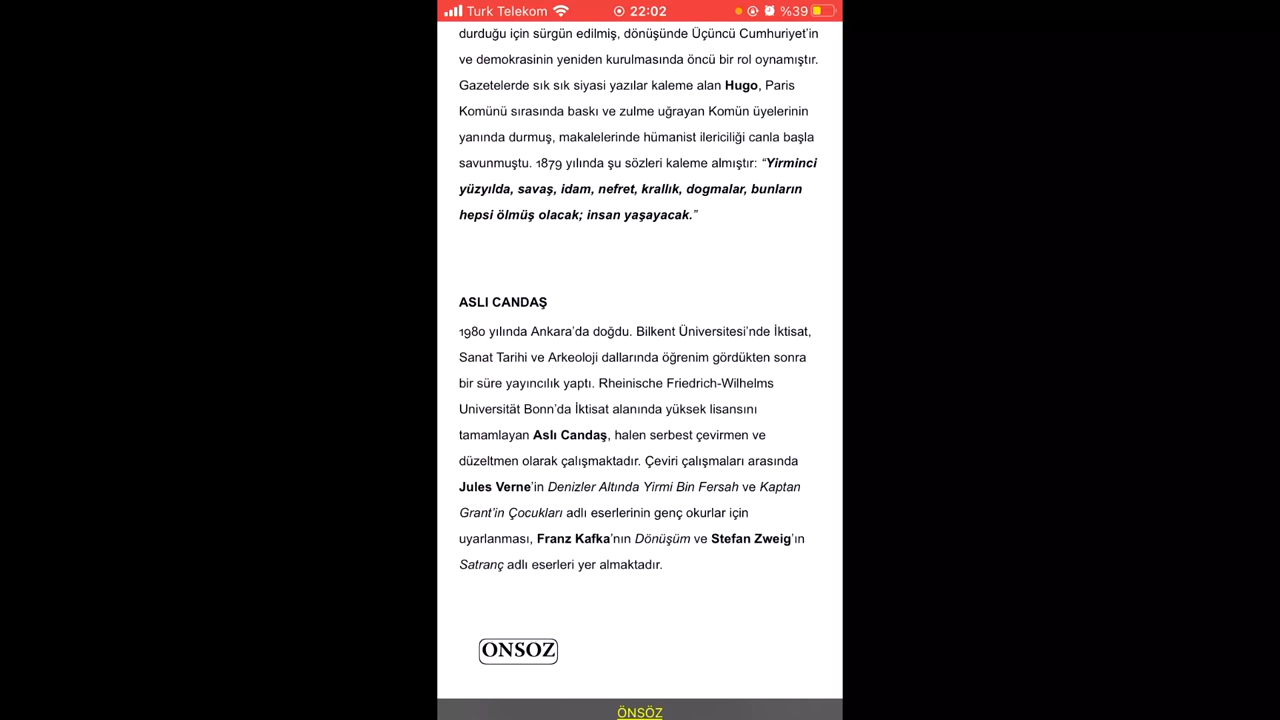 Turk Telekom 22:02 %39
durduğu için sürgün edilmiş, dönüşünde Üçüncü Cumhuriyet'in
ve demokrasinin yeniden kurulmasında öncü bir rol oynamıştır.
Gazetelerde sık sık siyasi yazılar kaleme alan Hugo, Paris
Komünü sırasında baskı ve zulme uğrayan Komün üyelerinin
yanında durmuş, makalelerinde hümanist ilericiliği canla başla
savunmuştu. 1879 yılında şu sözleri kaleme almıştır: “Yirminci
yüzyılda, savaş, idam, nefret, krallık, dogmalar, bunların
hepsi ölmüş olacak; insan yaşayacak.”
ASLI CANDAŞ
1980 yılında Ankara'da doğdu. Bilkent Üniversitesi'nde İktisat,
Sanat Tarihi ve Arkeoloji dallarında öğrenim gördükten sonra
bir süre yayıncılık yaptı. Rheinische Friedrich-Wilhelms
Universität Bonn'da İktisat alanında yüksek lisansını
tamamlayan Aslı Candaş, halen serbest çevirmen ve
düzeltmen olarak çalışmaktadır. Çeviri çalışmaları arasında
Jules Verne'in Denizler Altında Yirmi Bin Fersah ve Kaptan
Grant'in Çocukları adlı eserlerinin genç okurlar için
uyarlanması, Franz Kafka'nın Dönüşüm ve Stefan Zweig'ın
Satranç adlı eserleri yer almaktadır.
ONSOZ
ÖNSÖZ